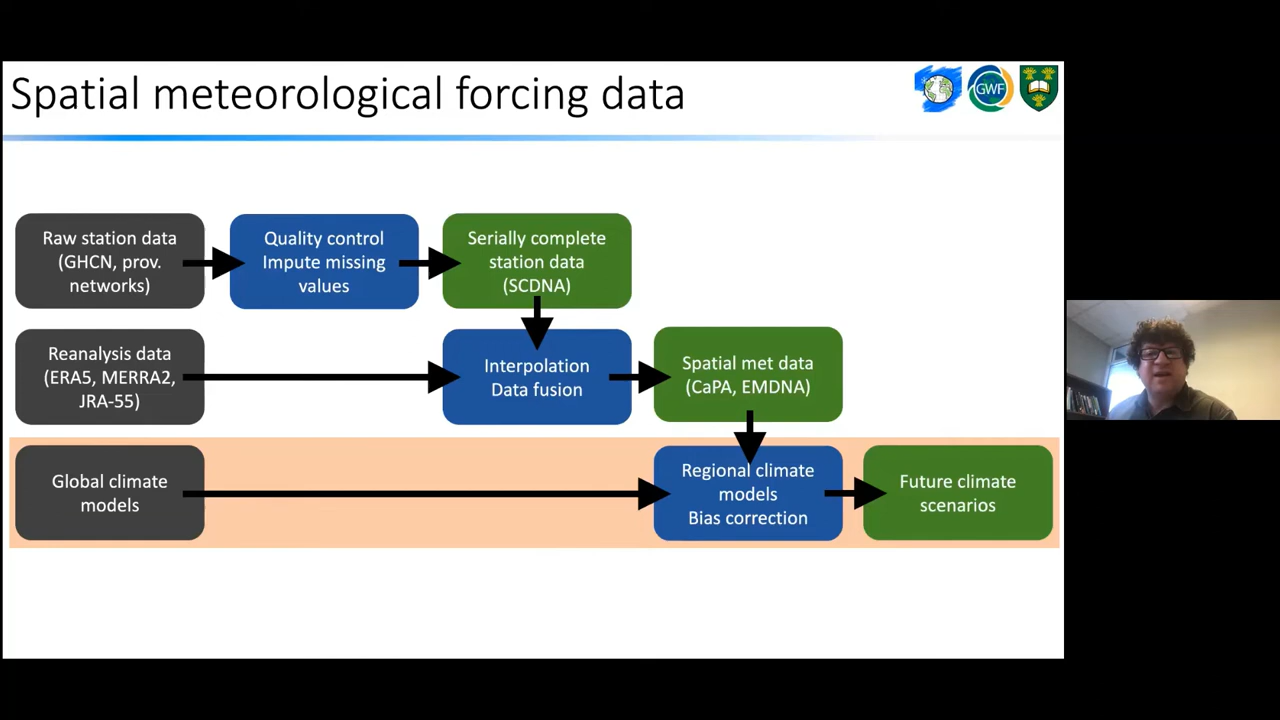 Spatial meteorological forcing data
GWF
Raw station data
(GHCN, prov.
networks)
Quality control
Impute missing
values
Serially complete
station data
(SCDNA)
Reanalysis data
(ERA5, MERRA2,
JRA-55)
Interpolation
Data fusion
Spatial met data
(CaPA, EMDNA)
Global climate
models
Regional climate
models
Bias correction
Future climate
scenarios